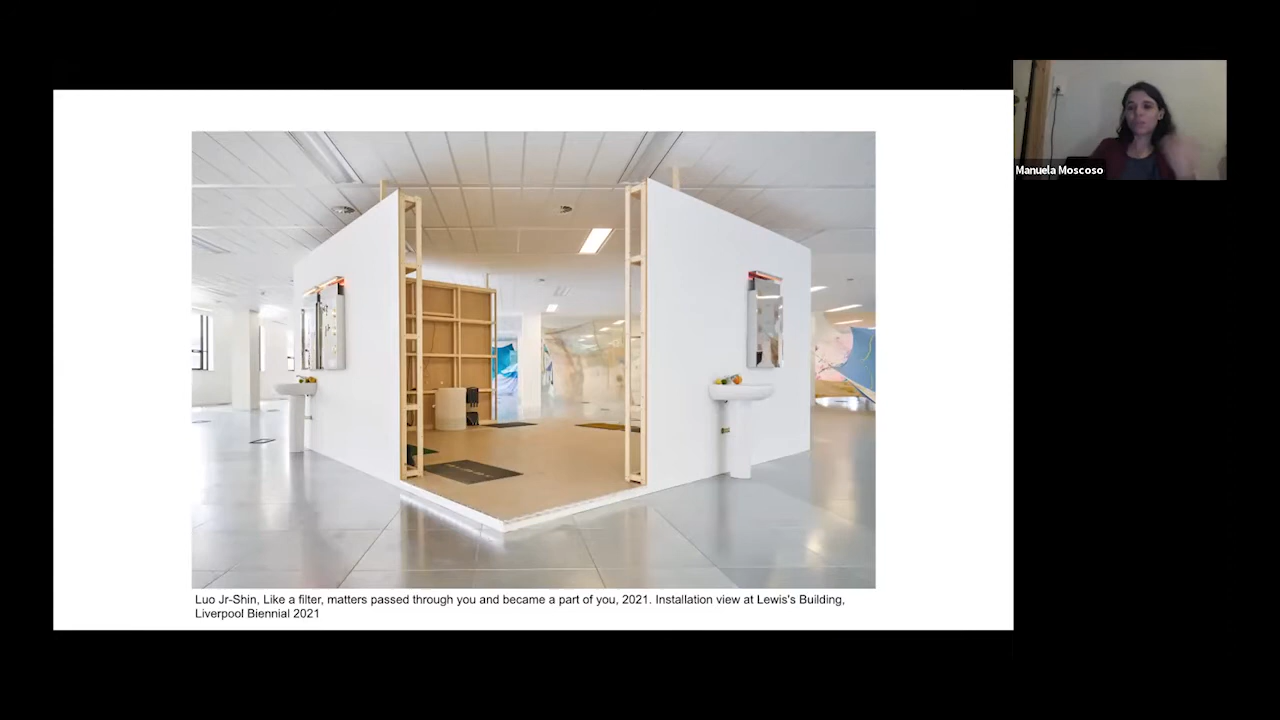 Manuela Moscoso
Luo Jr-Shin, Like a filter, matters passed through you and became a part of you, 2021. Installation view at Lewis's Building,
Liverpool Biennial 2021